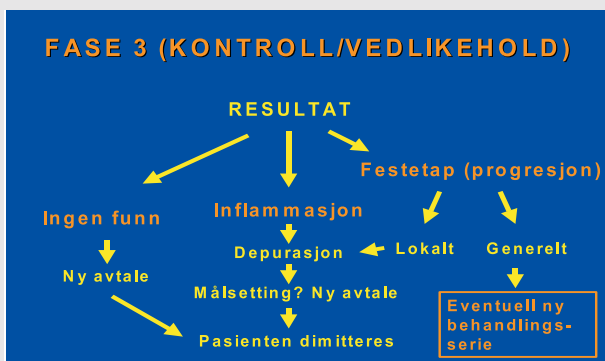 FASE 3 (KONTROLL/VEDLIKEHOLD)
RESULTAT
Festetap (progresjon)
Ingen funn
Inflammasjon
Depurasjon
Lokalt
Generelt
Ny avtale
Målsetting? Ny avtale
Eventuell ny
behandlings-
serie
Pasienten dimitteres